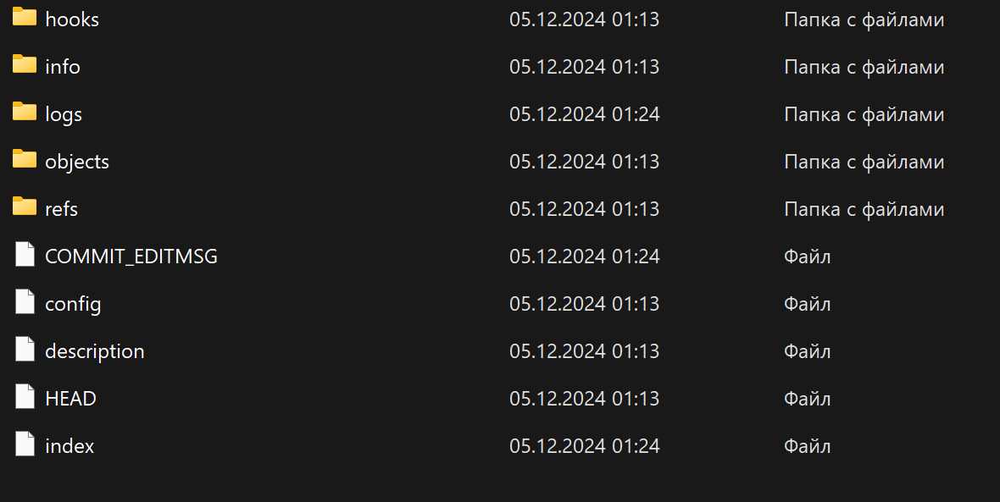 hooks 05.12.2024 01:13 Папка с файлами
info 05.12.2024 01:13 Папка с файлами
logs 05.12.2024 01:24 Папка с файлами
objects 05.12.2024 01:13 Папка с файлами
refs 05.12.2024 01:13 Папка с файлами
COMMIT_EDITMSG 05.12.2024 01:24 Файл
config 05.12.2024 01:13 Файл
description 05.12.2024 01:13 Файл
HEAD 05.12.2024 01:13 Файл
index 05.12.2024 01:24 Файл